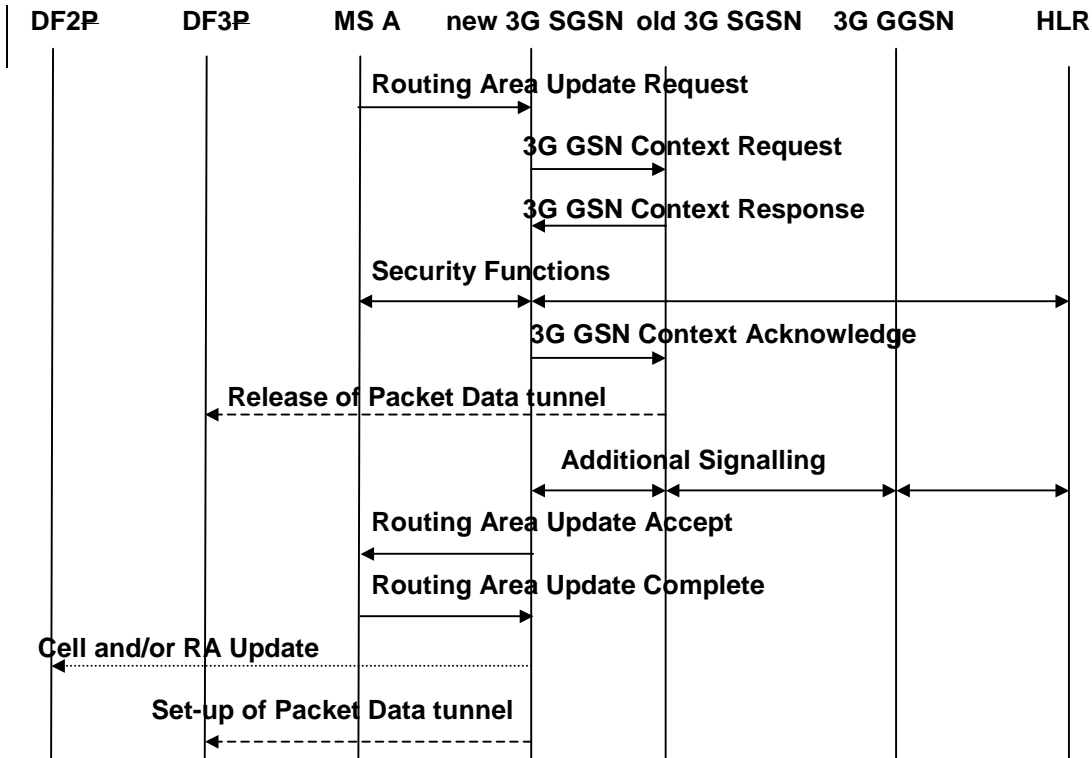 DF2P DF3P MS A new 3G SGSN old 3G SGSN 3G GGSN HLR
Routing Area Update Request
3G GSN Context Request
3G GSN Context Response
Security Functions
3G GSN Context Acknowledge
Release of Packet Data tunnel
Additional Signalling
Routing Area Update Accept
Routing Area Update Complete
Cell and/or RA Update
Set-up of Packet Data tunnel